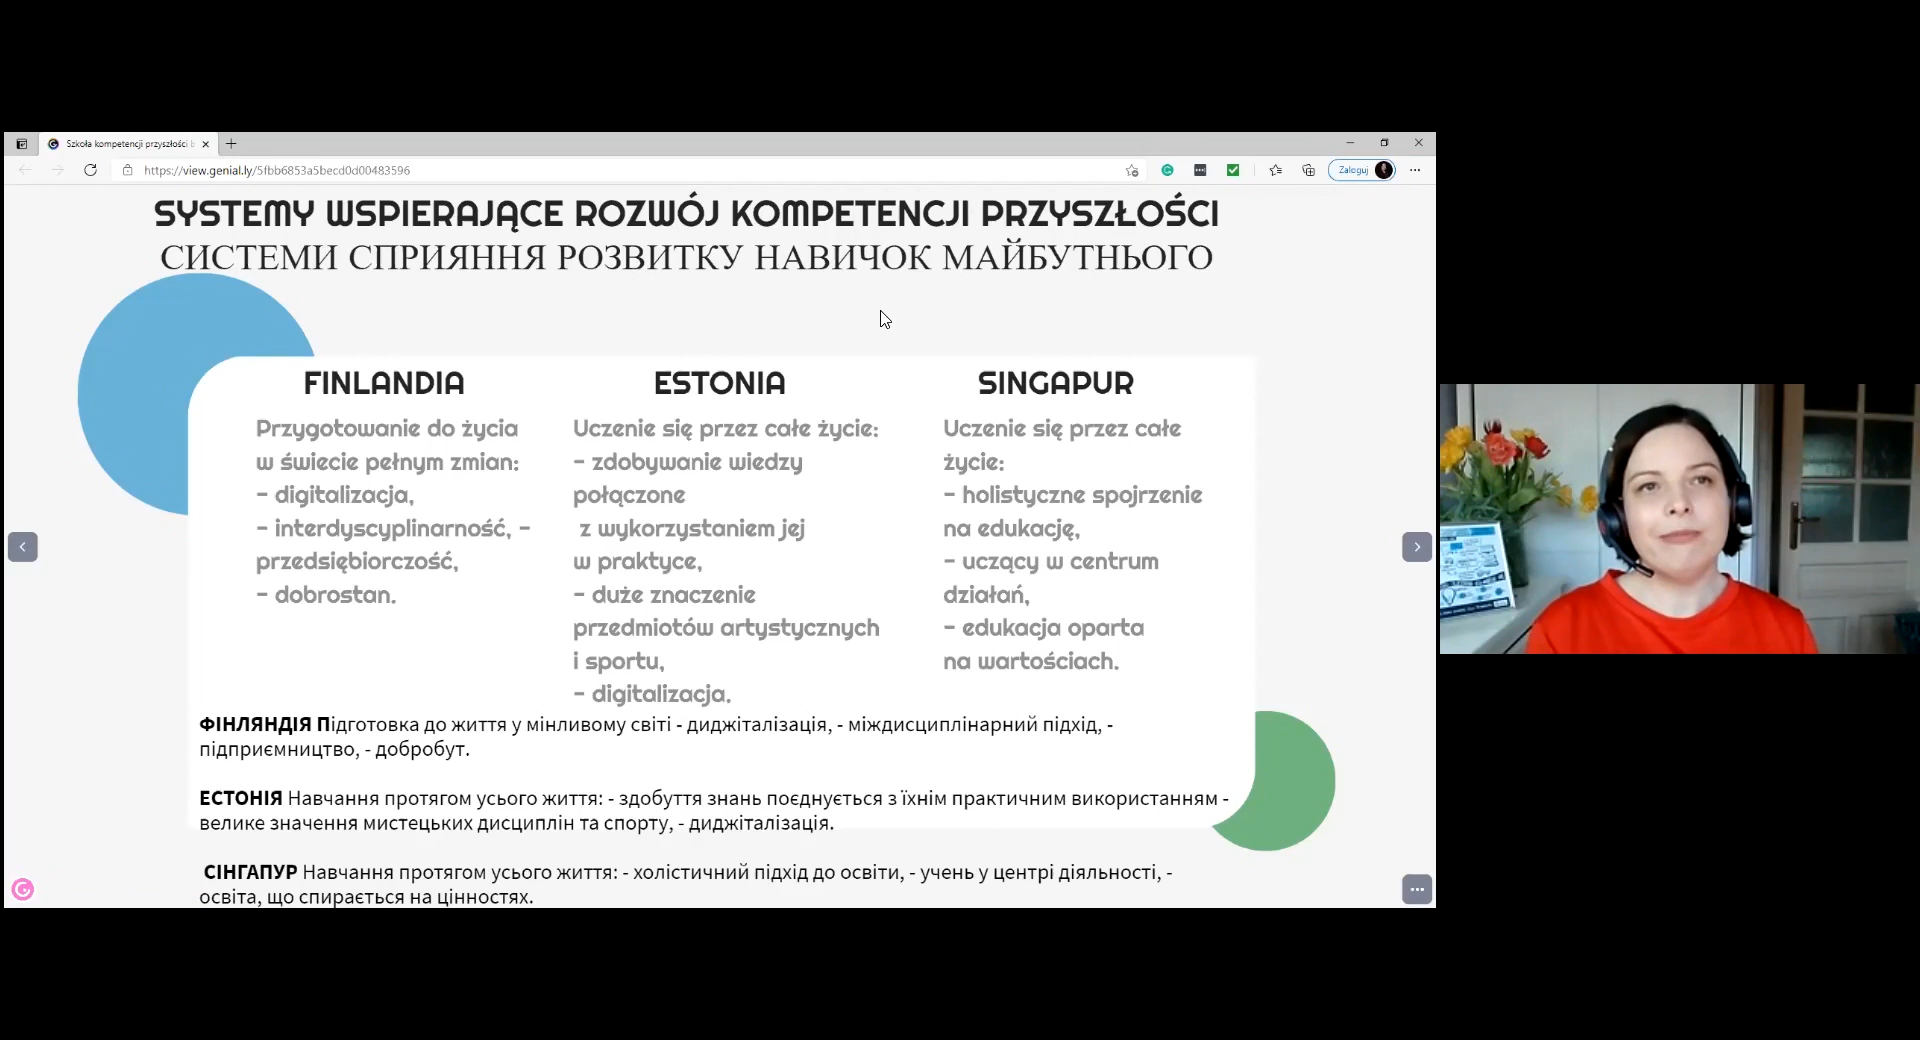 Szkoła kompetencji przyszłości
https://view.genial.ly/5fbb6853a5becd0d00483596
Zaloguj
SYSTEMY WSPIERAJĄCE ROZWÓJ KOMPETENCJI PRZYSZŁOŚCI
СИСТЕМИ СПРИЯННЯ РОЗВИТКУ НАВИЧОК МАЙБУТНЬОГО
FINLANDIA
Przygotowanie do życia
w świecie pełnym zmian:
- digitalizacja,
- interdyscyplinarność, -
przedsiębiorczość,
- dobrostan.
ESTONIA
Uczenie się przez całe życie:
- zdobywanie wiedzy
połączone
z wykorzystaniem jej
w praktyce,
- duże znaczenie
przedmiotów artystycznych
i sportu,
- digitalizacja.
SINGAPUR
Uczenie się przez całe
życie:
- holistyczne spojrzenie
na edukację,
- uczący w centrum
działań,
- edukacja oparta
na wartościach.
ФІНЛЯНДІЯ Підготовка до життя у мінливому світі - диджіталізація, - міждисциплінарний підхід, -
підприємництво, - добробут.
ЕСТОНІЯ Навчання протягом усього життя: - здобуття знань поєднується з їхнім практичним використанням -
велике значення мистецьких дисциплін та спорту, - диджіталізація.
СІНГАПУР Навчання протягом усього життя: - холістичний підхід до освіти, - учень у центрі діяльності, -
освіта, що спирається на цінностях.